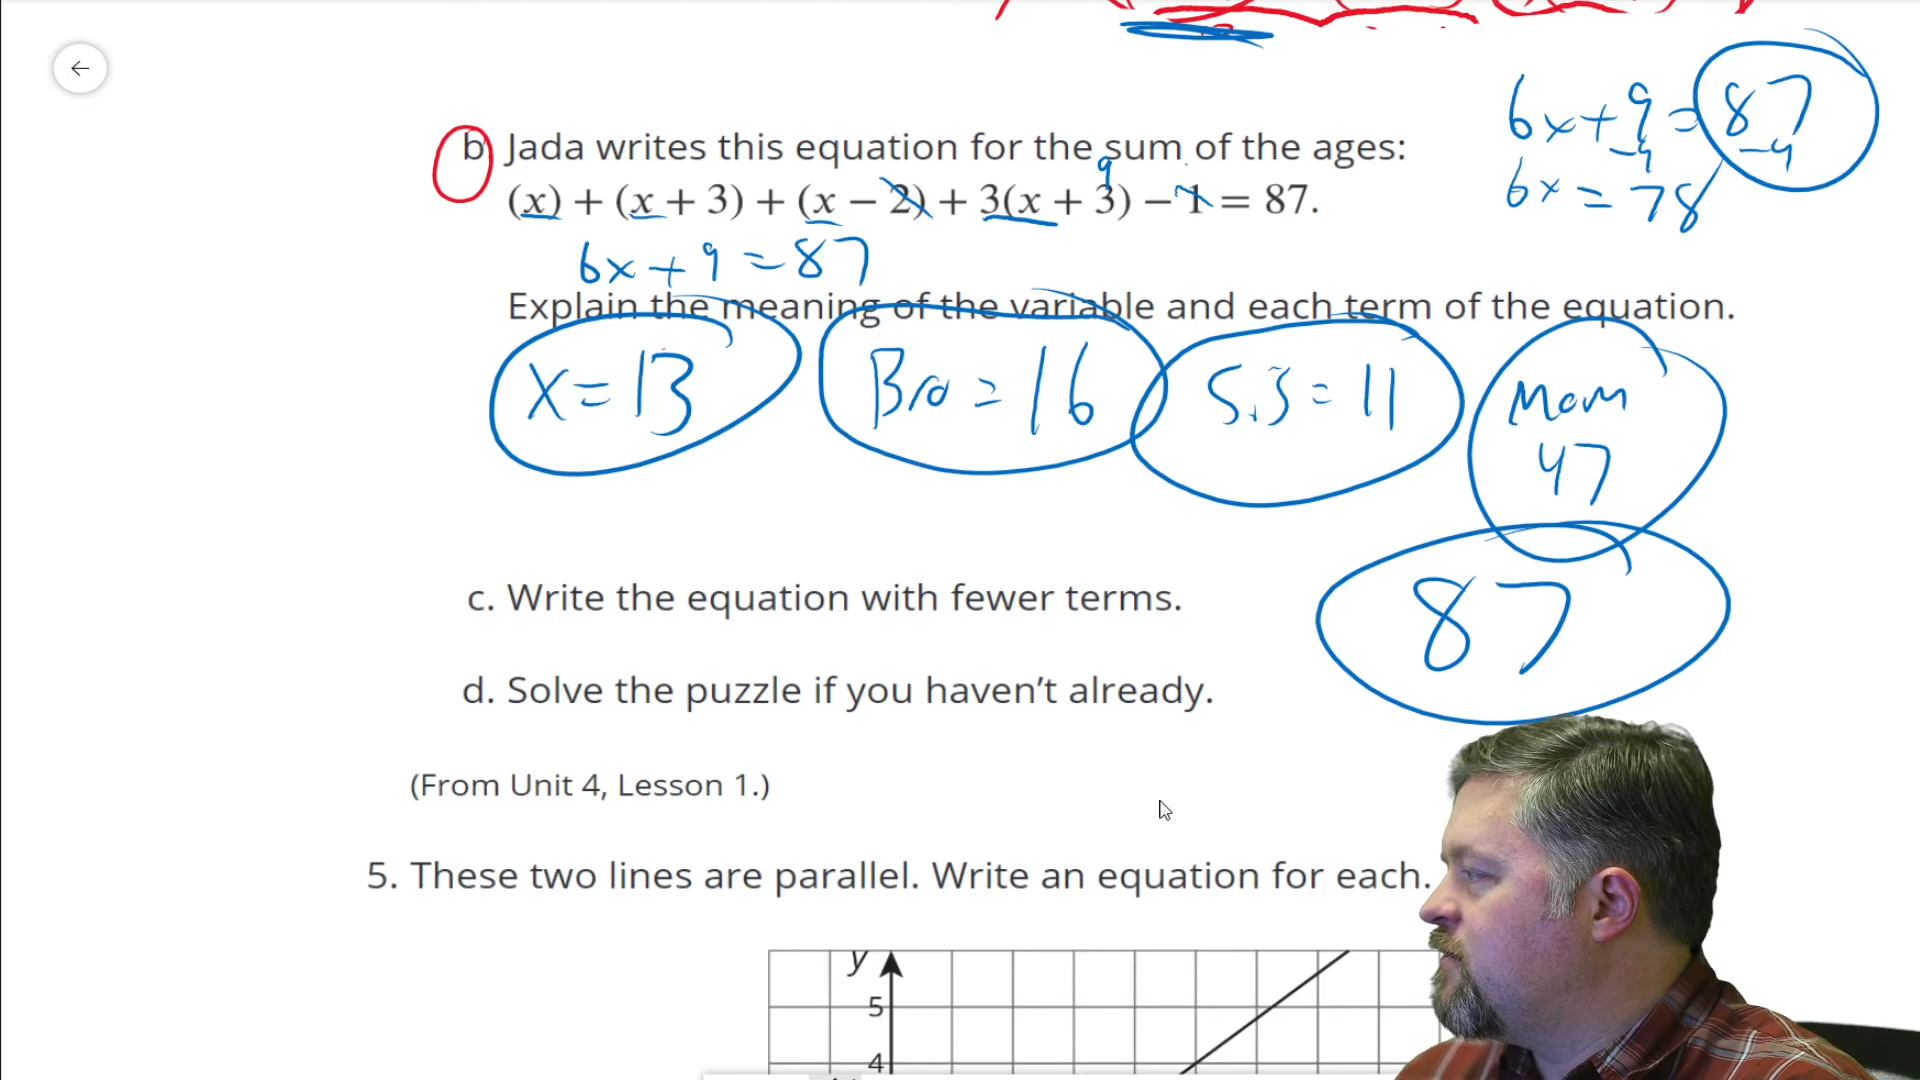 6x+9=87
-9 -9
6x=78
b Jada writes this equation for the sum of the ages:
9
(x) + (x + 3) + (x − 2) + 3(x + 3) − 1 = 87.
6x+9=87
Explain the meaning of the variable and each term of the equation.
x=13 Bro=16 Sis=11 Mom
47
87
c. Write the equation with fewer terms.
d. Solve the puzzle if you haven’t already.
(From Unit 4, Lesson 1.)
5. These two lines are parallel. Write an equation for each.
y
5
4